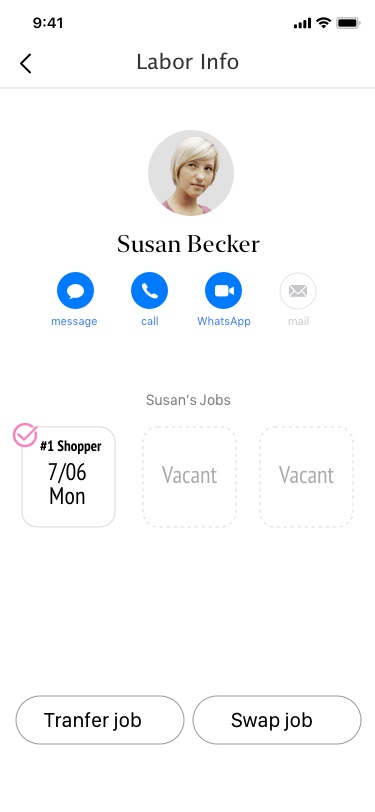 9:41
Labor Info
Susan Becker
message call WhatsApp mail
Susan's Jobs
#1 Shopper
7/06
Mon
Vacant
Vacant
Tranfer job
Swap job